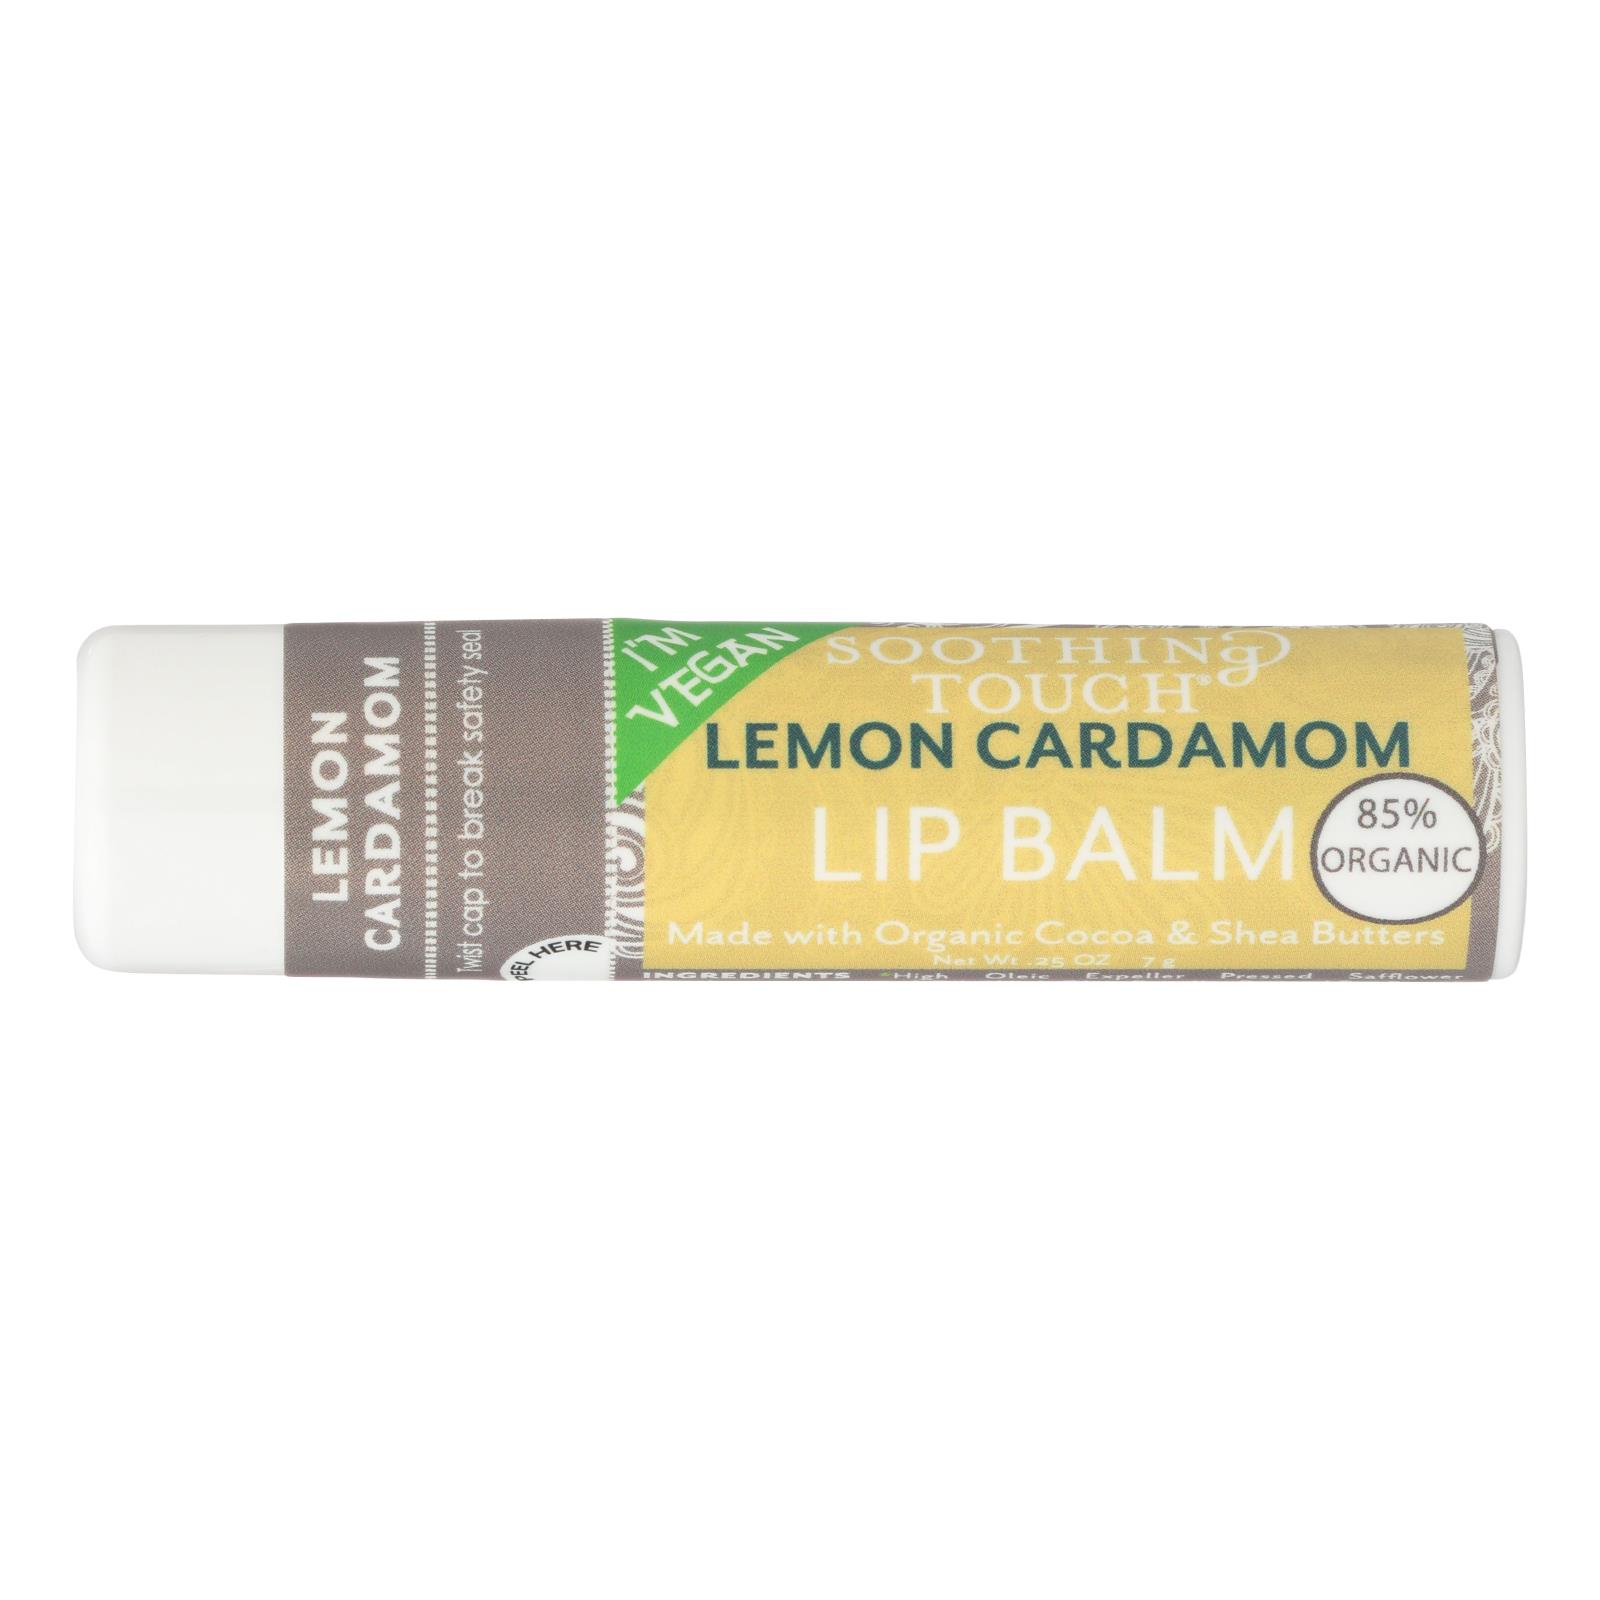 LEMON
CARDAMOM
Twist cap to break safety seal
PEEL HERE
I'M
VEGAN
SOOTHING
TOUCH®
LEMON CARDAMOM
LIP BALM
85%
ORGANIC
Made with Organic Cocoa & Shea Butters
Net Wt .25 OZ 7 g
INGREDIENTS *High Oleic Expeller Pressed Safflower